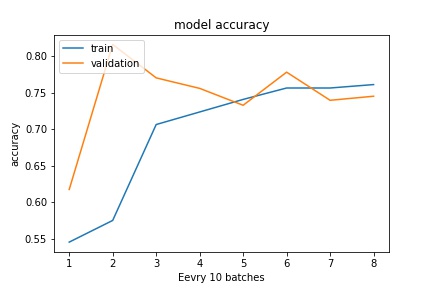 model accuracy
train
validation
accuracy
0.80
0.75
0.70
0.65
0.60
0.55
1 2 3 4 5 6 7 8
Eevry 10 batches